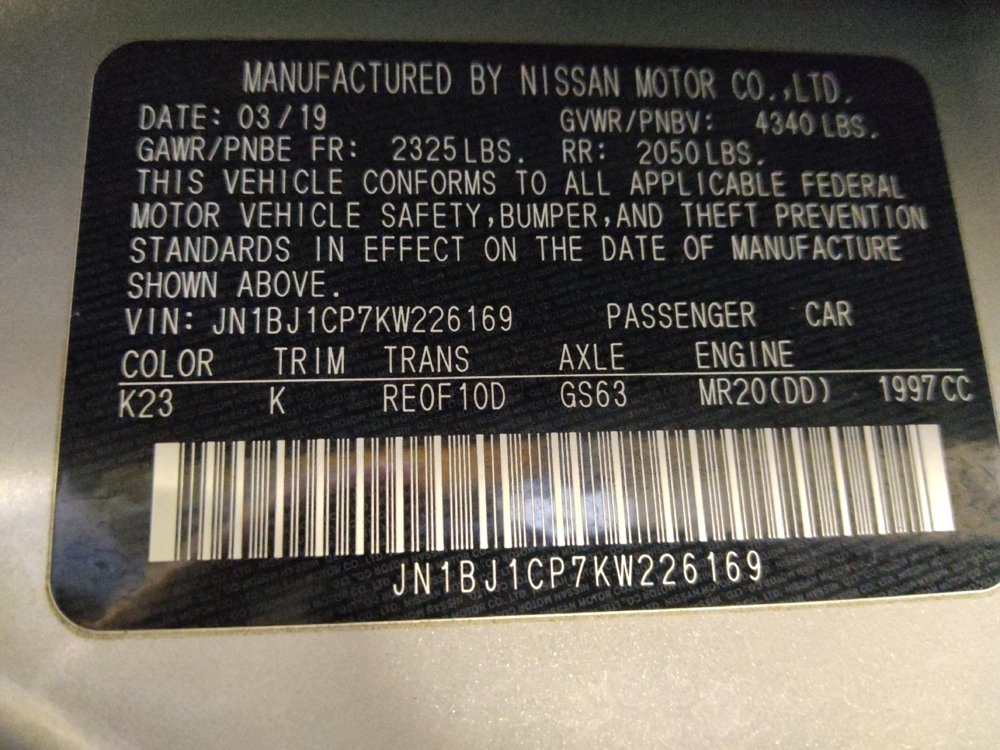 MANUFACTURED BY NISSAN MOTOR CO.,LTD.
DATE: 03/19 GVWR/PNBV: 4340 LBS.
GAWR/PNBE FR: 2325 LBS. RR: 2050 LBS.
THIS VEHICLE CONFORMS TO ALL APPLICABLE FEDERAL
MOTOR VEHICLE SAFETY,BUMPER,AND THEFT PREVENTION
STANDARDS IN EFFECT ON THE DATE OF MANUFACTURE
SHOWN ABOVE.
VIN: JN1BJ1CP7KW226169 PASSENGER CAR
COLOR TRIM TRANS AXLE ENGINE
K23 K RE0F10D GS63 MR20(DD) 1997CC
JN1BJ1CP7KW226169